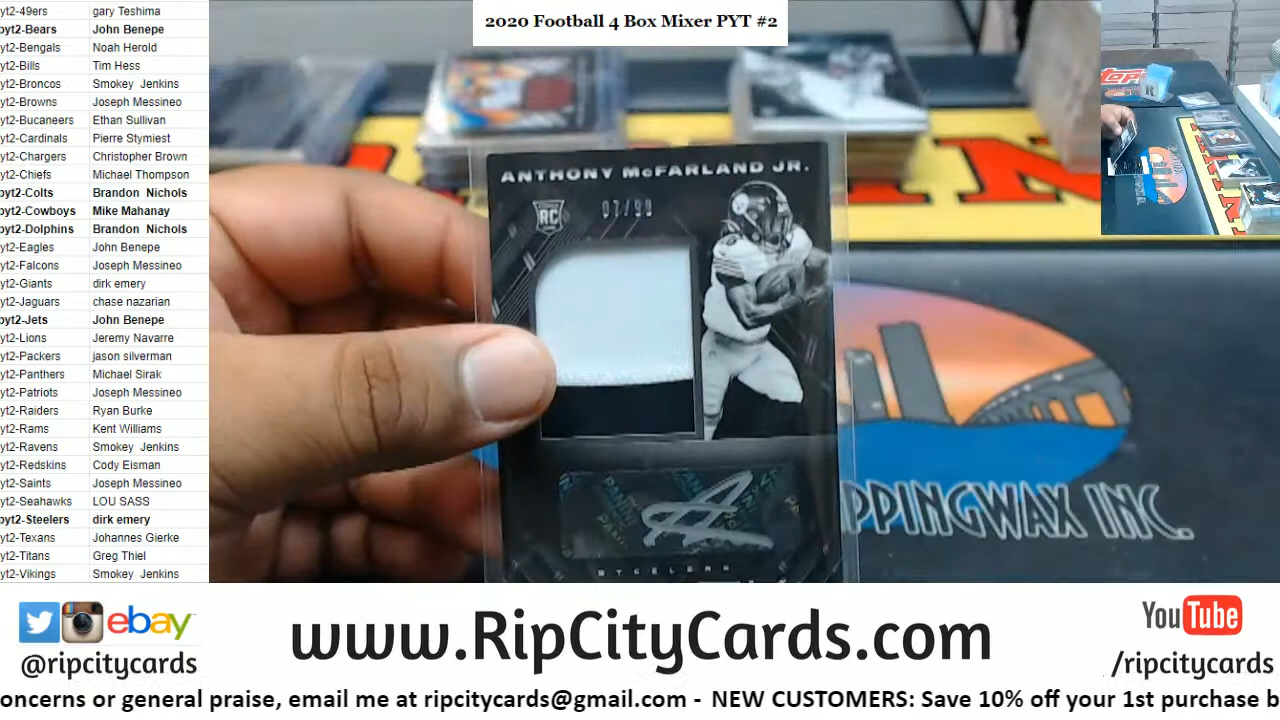 2020 Football 4 Box Mixer PYT #2
yt2-49ers gary Teshima
pyt2-Bears John Benepe
yt2-Bengals Noah Herold
yt2-Bills Tim Hess
yt2-Broncos Smokey Jenkins
yt2-Browns Joseph Messineo
yt2-Bucaneers Ethan Sullivan
yt2-Cardinals Pierre Stymiest
yt2-Chargers Christopher Brown
yt2-Chiefs Michael Thompson
pyt2-Colts Brandon Nichols
pyt2-Cowboys Mike Mahanay
pyt2-Dolphins Brandon Nichols
yt2-Eagles John Benepe
yt2-Falcons Joseph Messineo
yt2-Giants dirk emery
yt2-Jaguars chase nazarian
pyt2-Jets John Benepe
yt2-Lions Jeremy Navarre
yt2-Packers jason silverman
yt2-Panthers Michael Sirak
yt2-Patriots Joseph Messineo
yt2-Raiders Ryan Burke
yt2-Rams Kent Williams
yt2-Ravens Smokey Jenkins
yt2-Redskins Cody Eisman
yt2-Saints Joseph Messineo
yt2-Seahawks LOU SASS
pyt2-Steelers dirk emery
yt2-Texans Johannes Gierke
yt2-Titans Greg Thiel
yt2-Vikings Smokey Jenkins
ANTHONY McFARLAND JR.
RC
07/99
STEELERS
PPINGWAX INC.
ebay
@ripcitycards
www.RipCityCards.com
YouTube
/ripcitycards
oncerns or general praise, email me at ripcitycards@gmail.com - NEW CUSTOMERS: Save 10% off your 1st purchase b